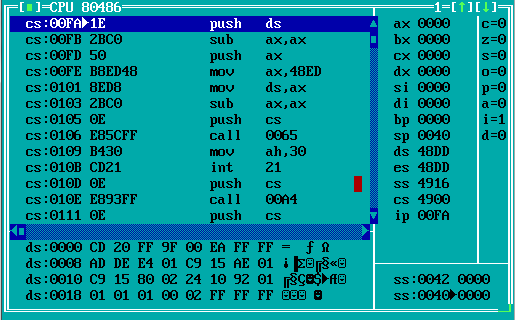 [■]=CPU 80486 1=[↑][↓]
cs:00FA►1E push ds
cs:00FB 2BC0 sub ax,ax
cs:00FD 50 push ax
cs:00FE B8ED48 mov ax,48ED
cs:0101 8ED8 mov ds,ax
cs:0103 2BC0 sub ax,ax
cs:0105 0E push cs
cs:0106 E85CFF call 0065
cs:0109 B430 mov ah,30
cs:010B CD21 int 21
cs:010D 0E push cs
cs:010E E893FF call 00A4
cs:0111 0E push cs
ax 0000 c=0
bx 0000 z=0
cx 0000 s=0
dx 0000 o=0
si 0000 p=0
di 0000 a=0
bp 0000 i=1
sp 0040 d=0
ds 48DD
es 48DD
ss 4916
cs 4900
ip 00FA
ds:0000 CD 20 FF 9F 00 EA FF FF = ƒ Ω
ds:0008 AD DE E4 01 C9 15 AE 01 ¡▐Σ☺╔§«☺
ds:0010 C9 15 80 02 24 10 92 01 ╔§Ç☻$►Æ☺
ds:0018 01 01 01 00 02 FF FF FF ☺☺☺ ☻
ss:0042 0000
ss:0040►0000